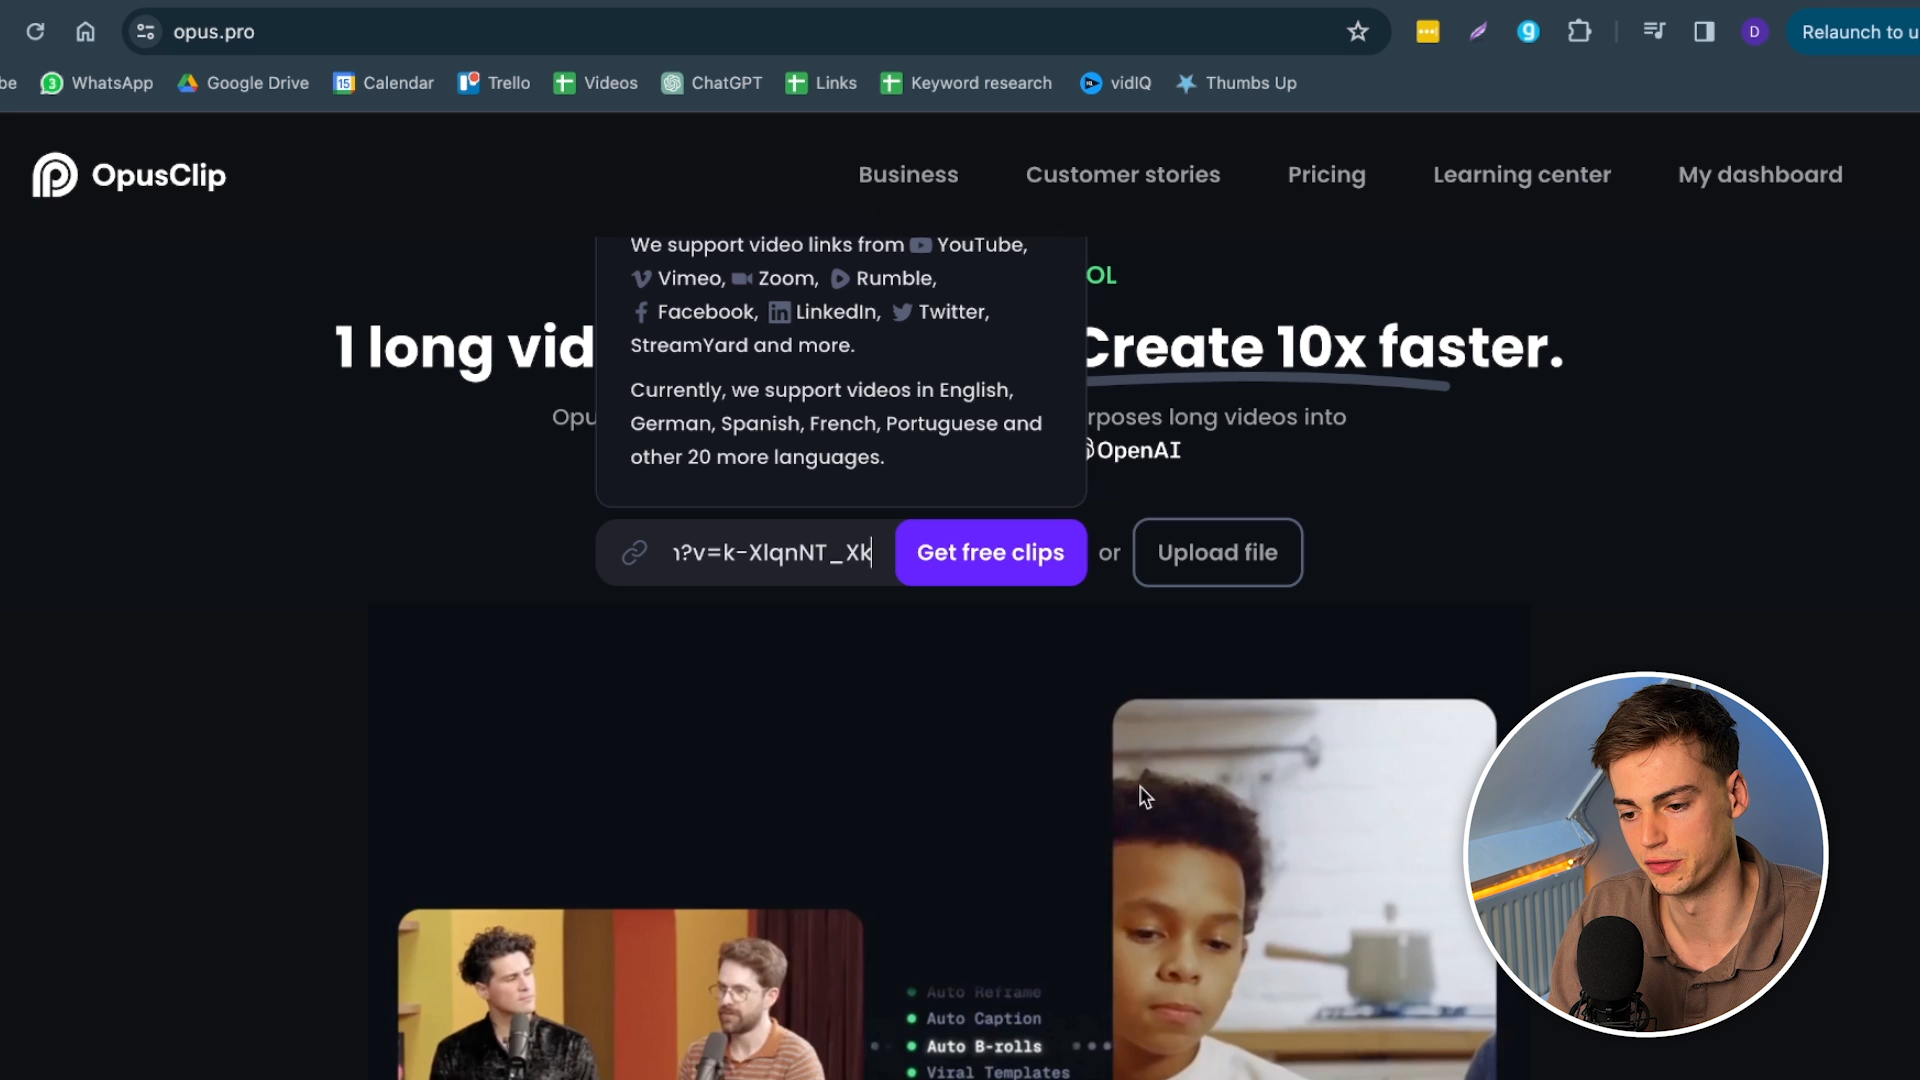 opus.pro
D
Relaunch to u
be
3
WhatsApp
Google Drive
15
Calendar
Trello
Videos
ChatGPT
Links
Keyword research
vidIQ
Thumbs Up
OpusClip
Business
Customer stories
Pricing
Learning center
My dashboard
We support video links from YouTube,
Vimeo, Zoom, Rumble,
Facebook, LinkedIn, Twitter,
StreamYard and more.
Currently, we support videos in English,
German, Spanish, French, Portuguese and
other 20 more languages.
OL
1 long vid
Create 10x faster.
Opu
rposes long videos into
OpenAI
?v=k-XlqnNT_Xk
Get free clips
or
Upload file
Auto Reframe
Auto Caption
Auto B-rolls
Viral Templates